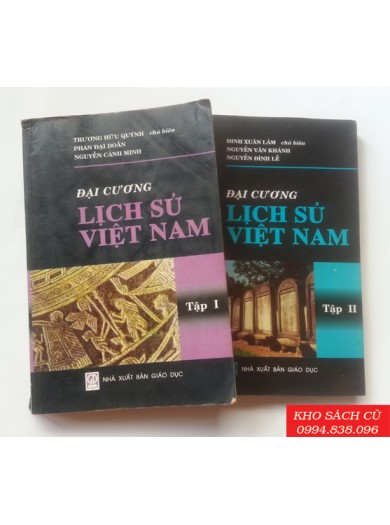 TRƯƠNG HỮU QUÝNH chủ biên
PHAN ĐẠI DOÃN
NGUYỄN CẢNH MINH
ĐẠI CƯƠNG
LỊCH SỬ
VIỆT NAM
Tập I
NHÀ XUẤT BẢN GIÁO DỤC
ĐINH XUÂN LÂM chủ biên
NGUYỄN VĂN KHÁNH
NGUYỄN ĐÌNH LỄ
ĐẠI CƯƠNG
LỊCH SỬ
VIỆT NAM
Tập II
NHÀ XUẤT BẢN GIÁO DỤC
KHO SÁCH CŨ
0994.838.096